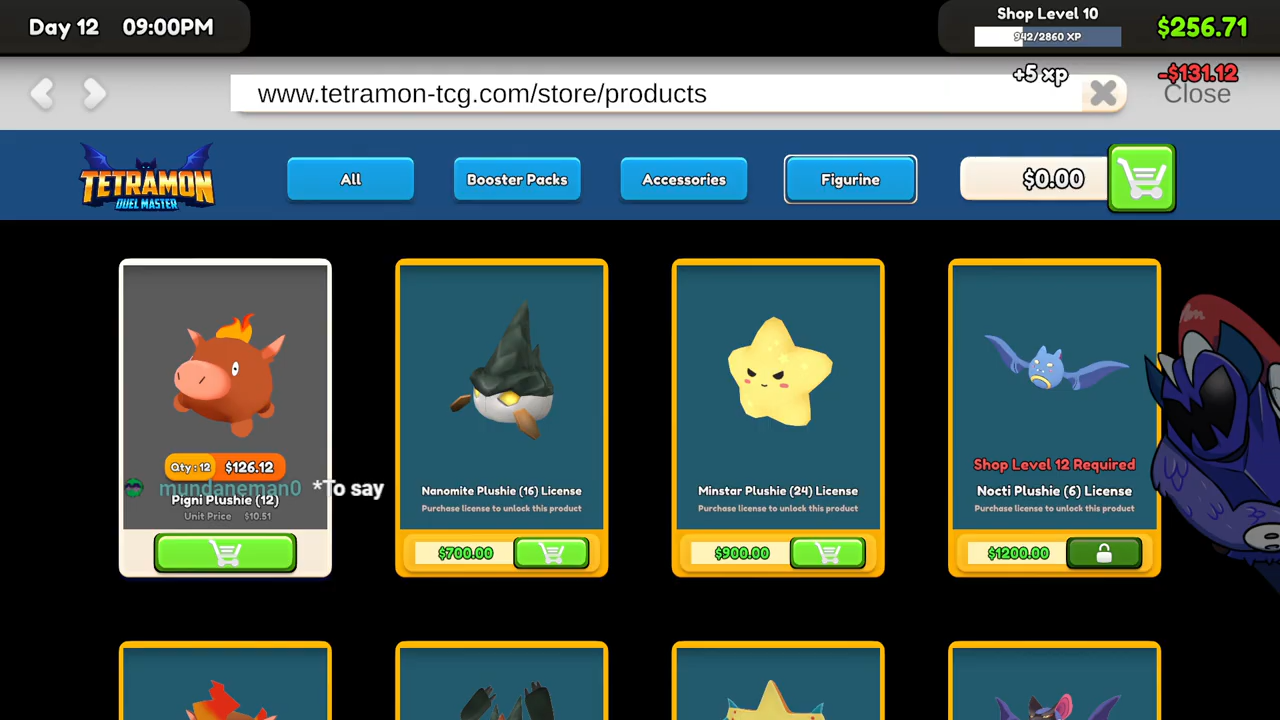 Day 12 09:00PM
Shop Level 10
942/2860 XP
$256.71
+5 xp
-$131.12
www.tetramon-tcg.com/store/products
Close
TETRAMON
DUEL MASTER
All
Booster Packs
Accessories
Figurine
$0.00
Qty : 12 $126.12
mundaneman0 *To say
Pigni Plushie (12)
Unit Price $10.51
Nanomite Plushie (16) License
Purchase license to unlock this product
$700.00
Minstar Plushie (24) License
Purchase license to unlock this product
$900.00
Shop Level 12 Required
Nocti Plushie (6) License
Purchase license to unlock this product
$1200.00